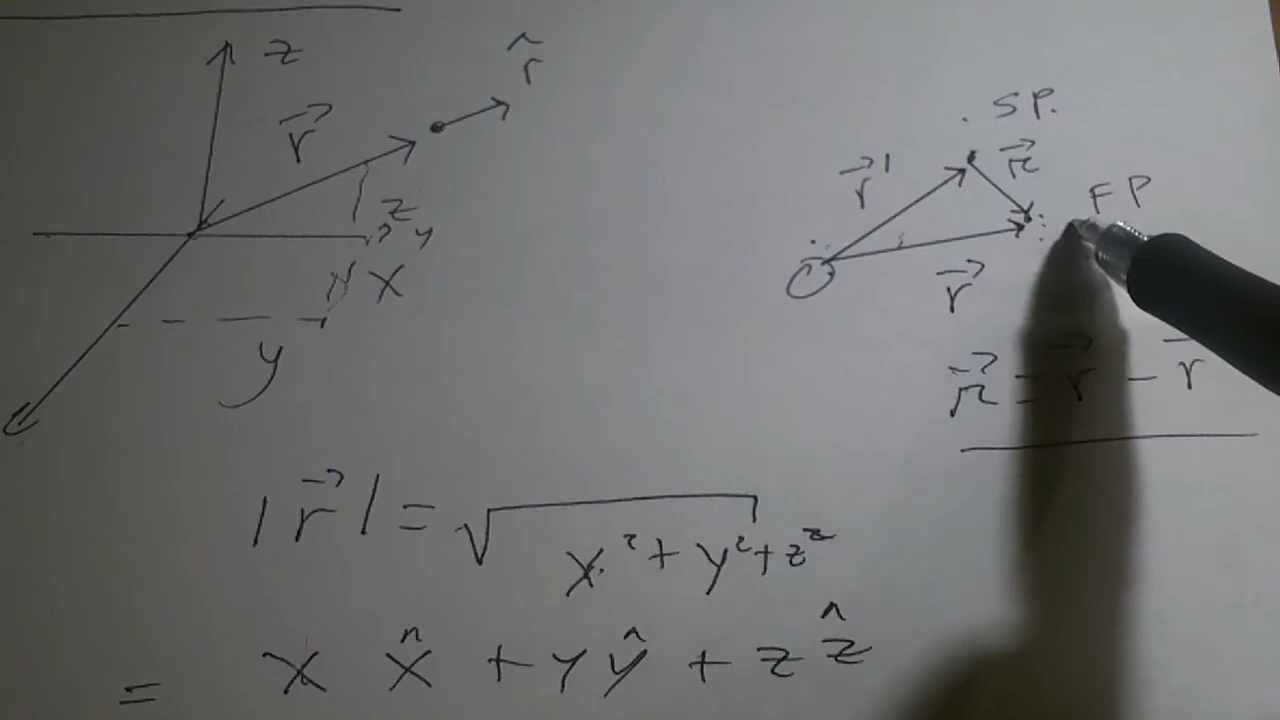 z
r̂
r⃗
z
y
x
y
. S P.
r⃗'
𝓇⃗
F P
r⃗
𝓇⃗ = r⃗ - r⃗
|r⃗| = √ x² + y² + z²
= x x̂ + y ŷ + z ẑ